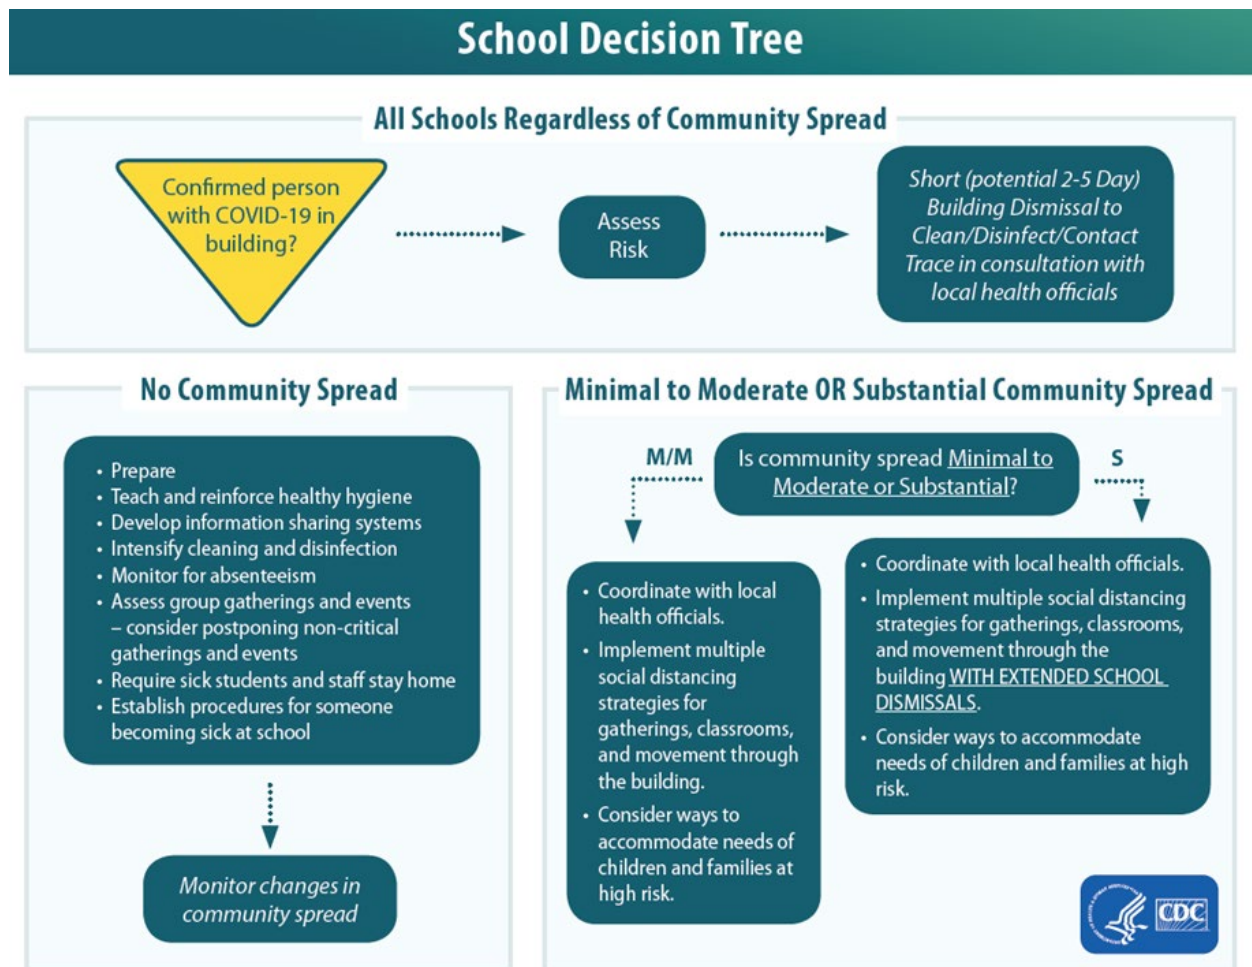 School Decision Tree
All Schools Regardless of Community Spread
Confirmed person
with COVID-19 in
building?
Assess
Risk
Short (potential 2-5 Day)
Building Dismissal to
Clean/Disinfect/Contact
Trace in consultation with
local health officials
No Community Spread
• Prepare
• Teach and reinforce healthy hygiene
• Develop information sharing systems
• Intensify cleaning and disinfection
• Monitor for absenteeism
• Assess group gatherings and events
– consider postponing non-critical
gatherings and events
• Require sick students and staff stay home
• Establish procedures for someone
becoming sick at school
Monitor changes in
community spread
Minimal to Moderate OR Substantial Community Spread
Is community spread Minimal to
Moderate or Substantial?
M/M
• Coordinate with local
health officials.
• Implement multiple
social distancing
strategies for
gatherings, classrooms,
and movement through
the building.
• Consider ways to
accommodate needs of
children and families at
high risk.
S
• Coordinate with local health officials.
• Implement multiple social distancing
strategies for gatherings, classrooms,
and movement through the
building WITH EXTENDED SCHOOL
DISMISSALS.
• Consider ways to accommodate
needs of children and families at high
risk.
CDC